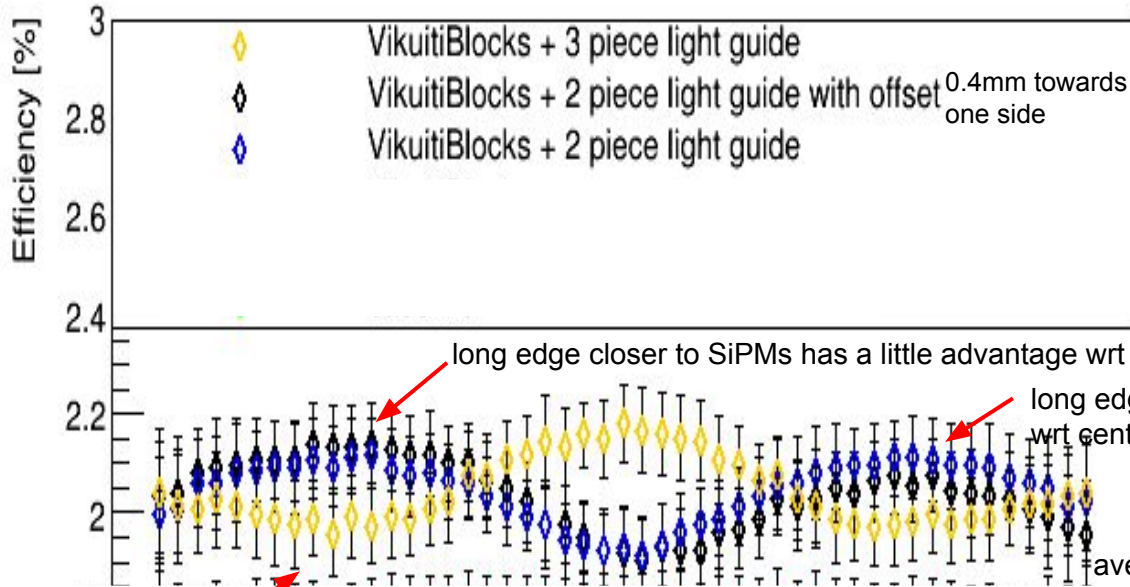 Efficiency [%]
3
2.8
2.6
2.4
2.2
2
VikuitiBlocks + 3 piece light guide
VikuitiBlocks + 2 piece light guide with offset 0.4mm towards
one side
VikuitiBlocks + 2 piece light guide
long edge closer to SiPMs has a little advantage wrt
long edg
wrt cent
ave